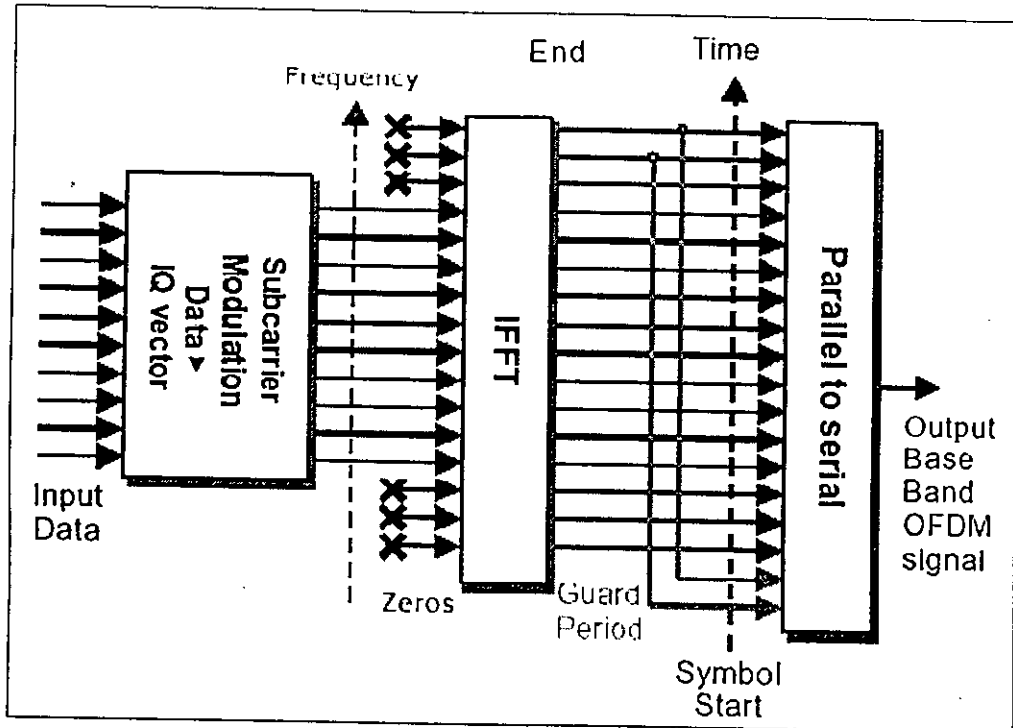 End
Time
Frequency
Subcarrier
Modulation
Data ➤
IQ vector
IFFT
Parallel to serial
Input
Data
Zeros
Guard
Period
Symbol
Start
Output
Base
Band
OFDM
signal